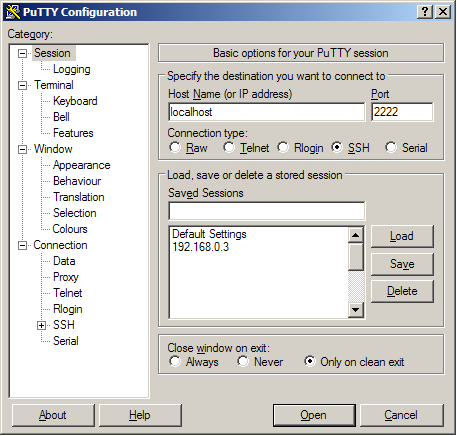 PuTTY Configuration
Category:
Session
Logging
Terminal
Keyboard
Bell
Features
Window
Appearance
Behaviour
Translation
Selection
Colours
Connection
Data
Proxy
Telnet
Rlogin
SSH
Serial
Basic options for your PuTTY session
Specify the destination you want to connect to
Host Name (or IP address) Port
localhost 2222
Connection type:
Raw Telnet Rlogin SSH Serial
Load, save or delete a stored session
Saved Sessions
Default Settings
192.168.0.3
Load
Save
Delete
Close window on exit:
Always Never Only on clean exit
About Help Open Cancel